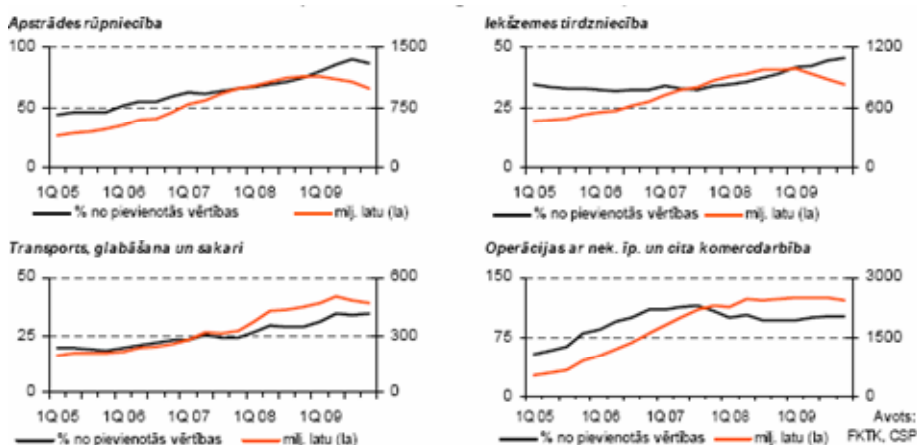 Apstrādes rūpniecība
100
50
0
1500
750
0
1Q 05 1Q 06 1Q 07 1Q 08 1Q 09
% no pievienotās vērtības milj. latu (la)
Iekšzemes tirdzniecība
50
25
0
1200
600
0
1Q 05 1Q 06 1Q 07 1Q 08 1Q 09
% no pievienotās vērtības milj. latu (la)
Transports, glabāšana un sakari
50
25
0
600
300
0
1Q 05 1Q 06 1Q 07 1Q 08 1Q 09
% no pievienotās vērtības milj. latu (la)
Operācijas ar nek. īp. un cita komercdarbība
150
75
0
3000
1500
0
1Q 05 1Q 06 1Q 07 1Q 08 1Q 09
% no pievienotās vērtības milj. latu (la)
Avots:
FKTK, CSP